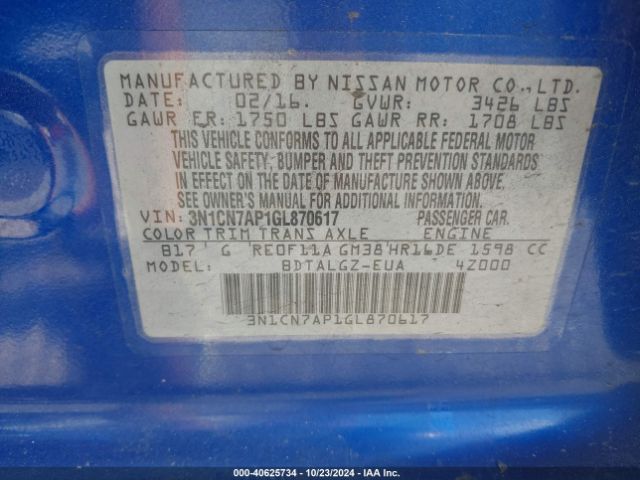 MANUFACTURED BY NISSAN MOTOR CO., LTD.
DATE: 02/16. GVWR: 3426 LBS
GAWR FR: 1750 LBS GAWR RR: 1708 LBS
THIS VEHICLE CONFORMS TO ALL APPLICABLE FEDERAL MOTOR
VEHICLE SAFETY, BUMPER AND THEFT PREVENTION STANDARDS
IN EFFECT ON THE DATE OF MANUFACTURE SHOWN ABOVE.
SEE OWNER'S MANUAL FOR ADDITIONAL INFORMATION.
VIN: 3N1CN7AP1GL870617 PASSENGER CAR.
COLOR TRIM TRANS AXLE ENGINE
B17 G RE0F11A GM38 HR16DE 1598 CC
MODEL: BDTALGZ-EUA 4Z000
3N1CN7AP1GL870617
000-40625734 - 10/23/2024 - IAA Inc.